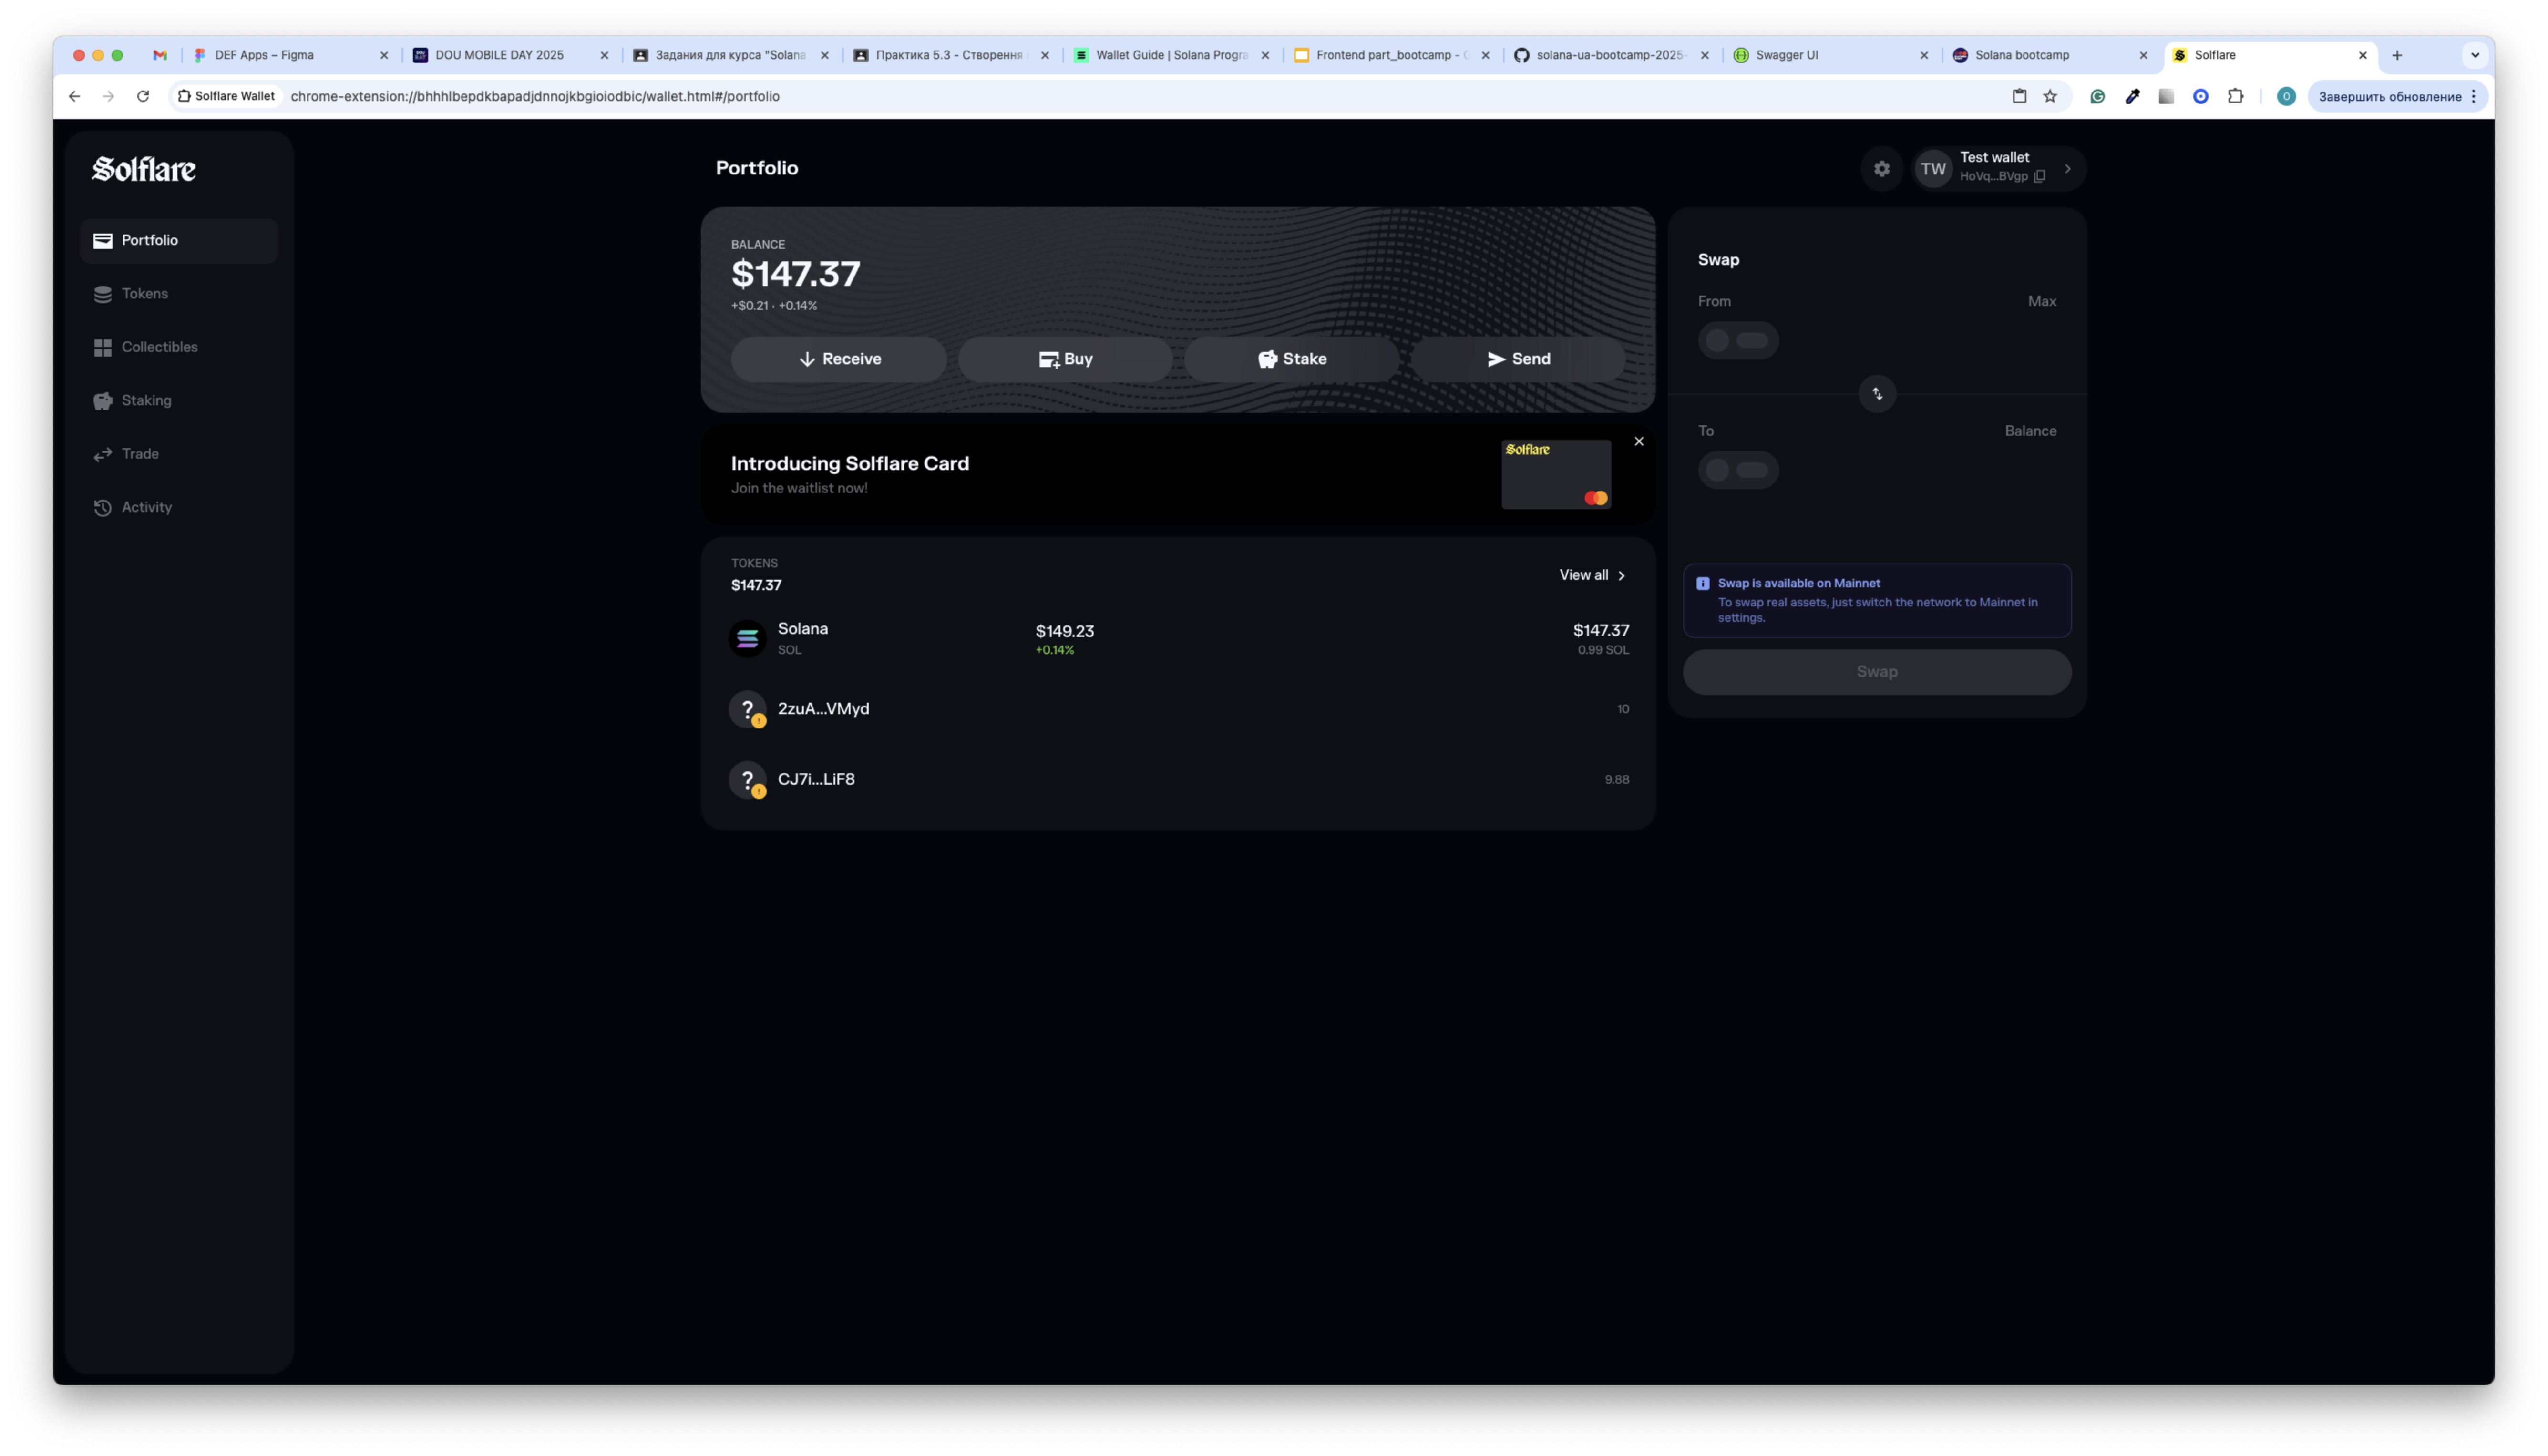 DEF Apps – Figma
DOU MOBILE DAY 2025
Задания для курса "Solana
Практика 5.3 - Створення
Wallet Guide | Solana Progra
Frontend part_bootcamp -
solana-ua-bootcamp-2025-
Swagger UI
Solana bootcamp
Solflare
Solflare Wallet
chrome-extension://bhhhlbepdkbapadjdnnojkbgioiodbic/wallet.html#/portfolio
O
Завершить обновление
Solflare
Portfolio
Tokens
Collectibles
Staking
Trade
Activity
Portfolio
TW
Test wallet
HoVq...BVgp
BALANCE
$147.37
+$0.21 · +0.14%
Receive
Buy
Stake
Send
Introducing Solflare Card
Join the waitlist now!
Solflare
TOKENS
$147.37
View all
Solana
SOL
$149.23
+0.14%
$147.37
0.99 SOL
?
2zuA...VMyd
10
?
CJ7i...LiF8
9.88
Swap
From
Max
To
Balance
Swap is available on Mainnet
To swap real assets, just switch the network to Mainnet in
settings.
Swap